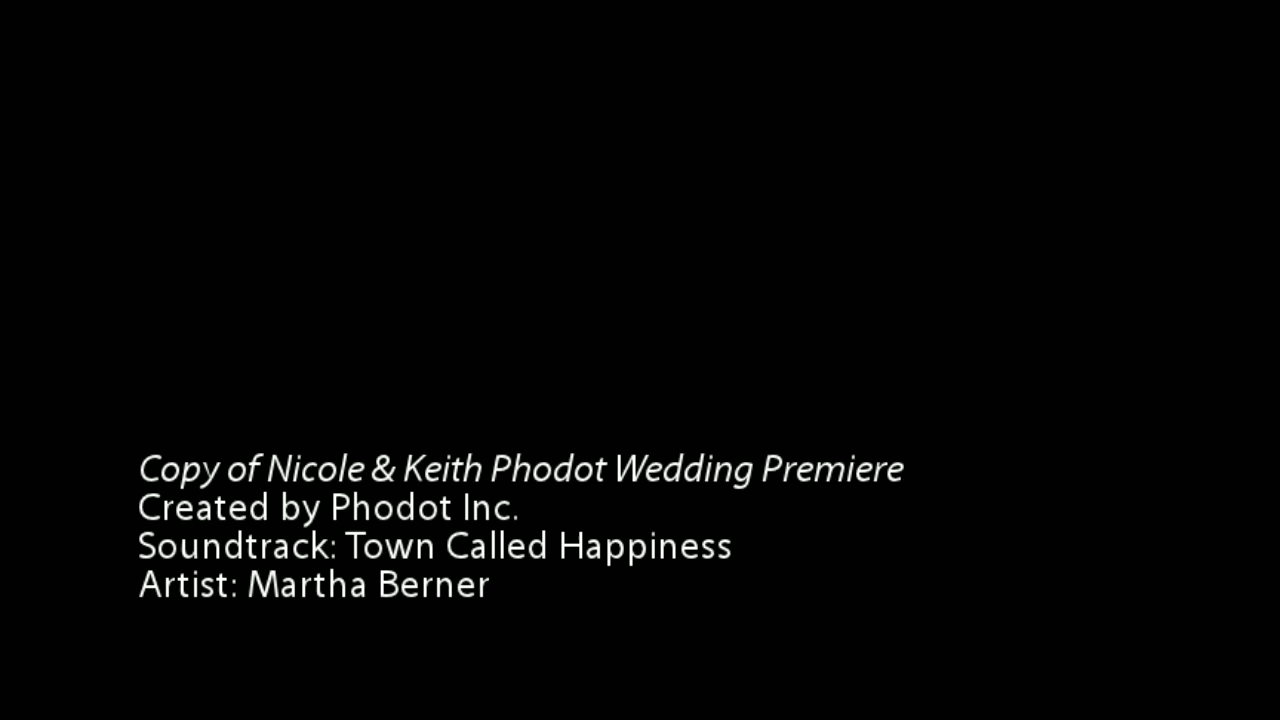 Copy of Nicole & Keith Phodot Wedding Premiere
Created by Phodot Inc.
Soundtrack: Town Called Happiness
Artist: Martha Berner